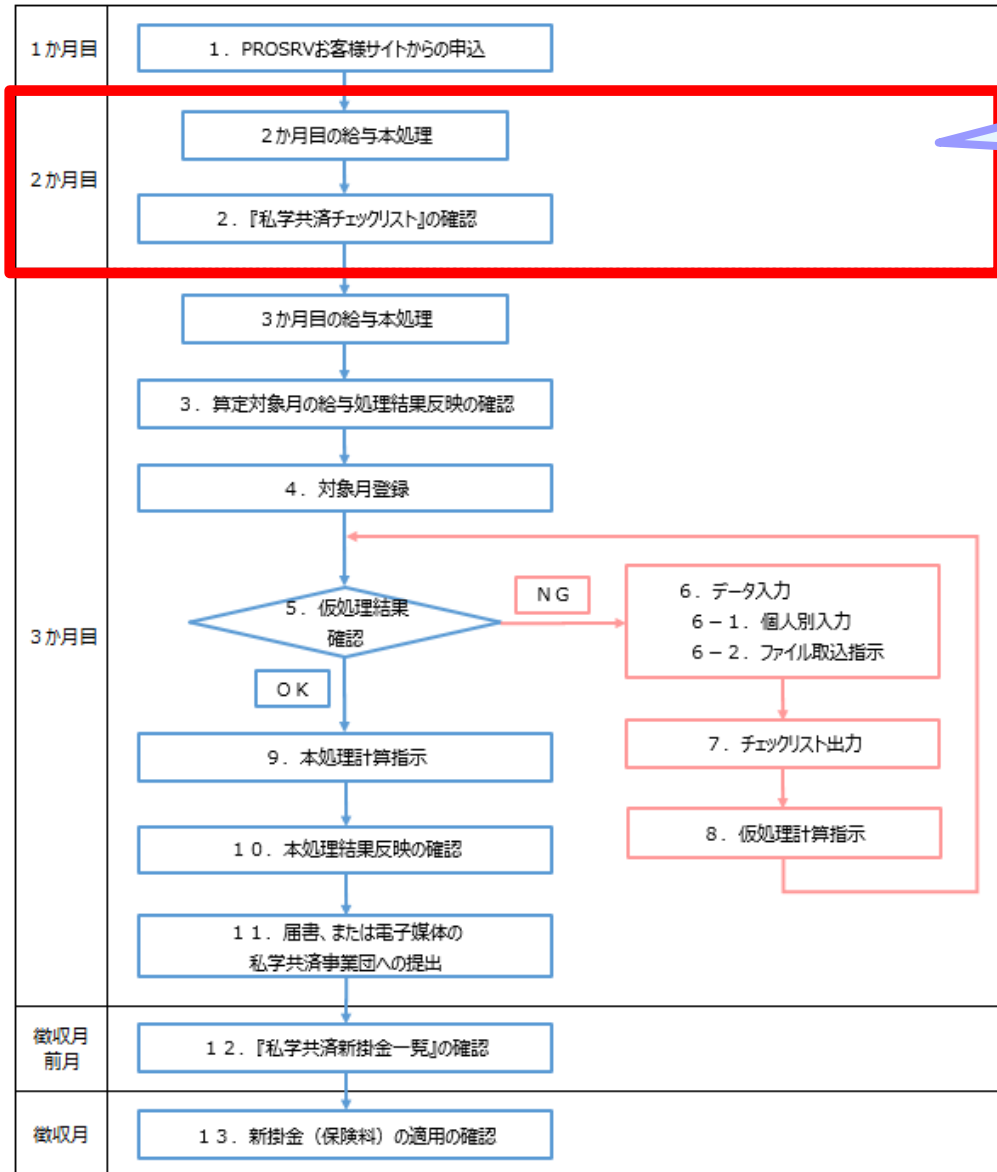 1か月目
1．PROSRVお客様サイトからの申込
2か月目
2か月目の給与本処理
2．『私学共済チェックリスト』の確認
3か月目
3か月目の給与本処理
3．算定対象月の給与処理結果反映の確認
4．対象月登録
5．仮処理結果
確認
NG
OK
6．データ入力
6－1．個人別入力
6－2．ファイル取込指示
7．チェックリスト出力
8．仮処理計算指示
9．本処理計算指示
10．本処理結果反映の確認
11．届書、または電子媒体の
私学共済事業団への提出
徴収月
前月
12．『私学共済新掛金一覧』の確認
徴収月
13．新掛金（保険料）の適用の確認